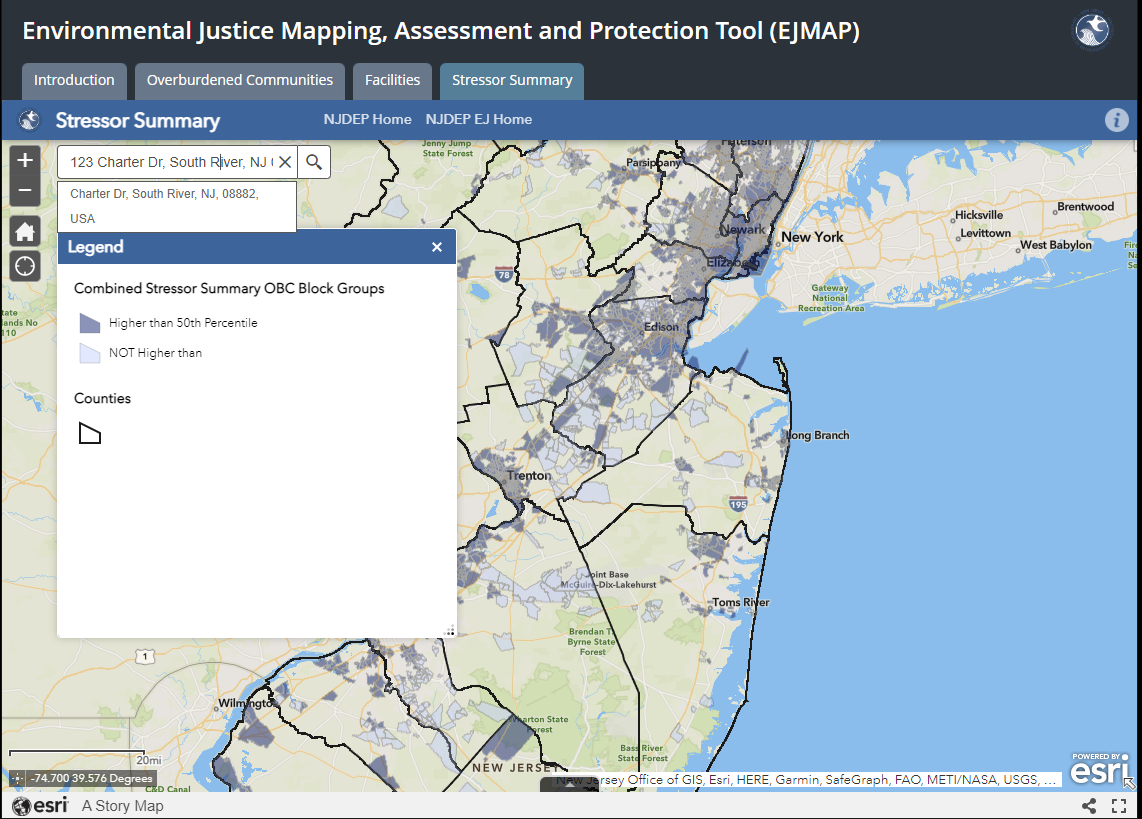 Environmental Justice Mapping, Assessment and Protection Tool (EJMAP)
Introduction
Overburdened Communities
Facilities
Stressor Summary
Stressor Summary
NJDEP Home
NJDEP EJ Home
i
+
−
123 Charter Dr, South River, NJ
Charter Dr, South River, NJ, 08882,
USA
Legend
Combined Stressor Summary OBC Block Groups
Higher than 50th Percentile
NOT Higher than
Counties
Jenny Jump
State Forest
Paterson
Parsippany
Newark
New York
Elizabeth
Hicksville
Levittown
Brentwood
West Babylon
Gateway
National
Recreation Area
78
Edison
Long Branch
Trenton
195
Joint Base
McGuire-Dix-Lakehurst
Toms River
Brendan T.
Byrne State
Forest
1
Wilmington
Wharton State
Forest
Bass River
State Forest
NEW JERSEY
20mi
-74.700 39.576 Degrees
C&D Canal
New Jersey Office of GIS, Esri, HERE, Garmin, SafeGraph, FAO, METI/NASA, USGS, ...
POWERED BY
esri
esri
A Story Map